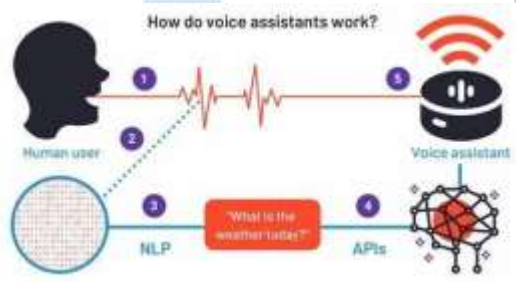 How do voice assistants work?
1
5
2
Human user
Voice assistant
3
4
"What is the
weather today?"
NLP
APIs